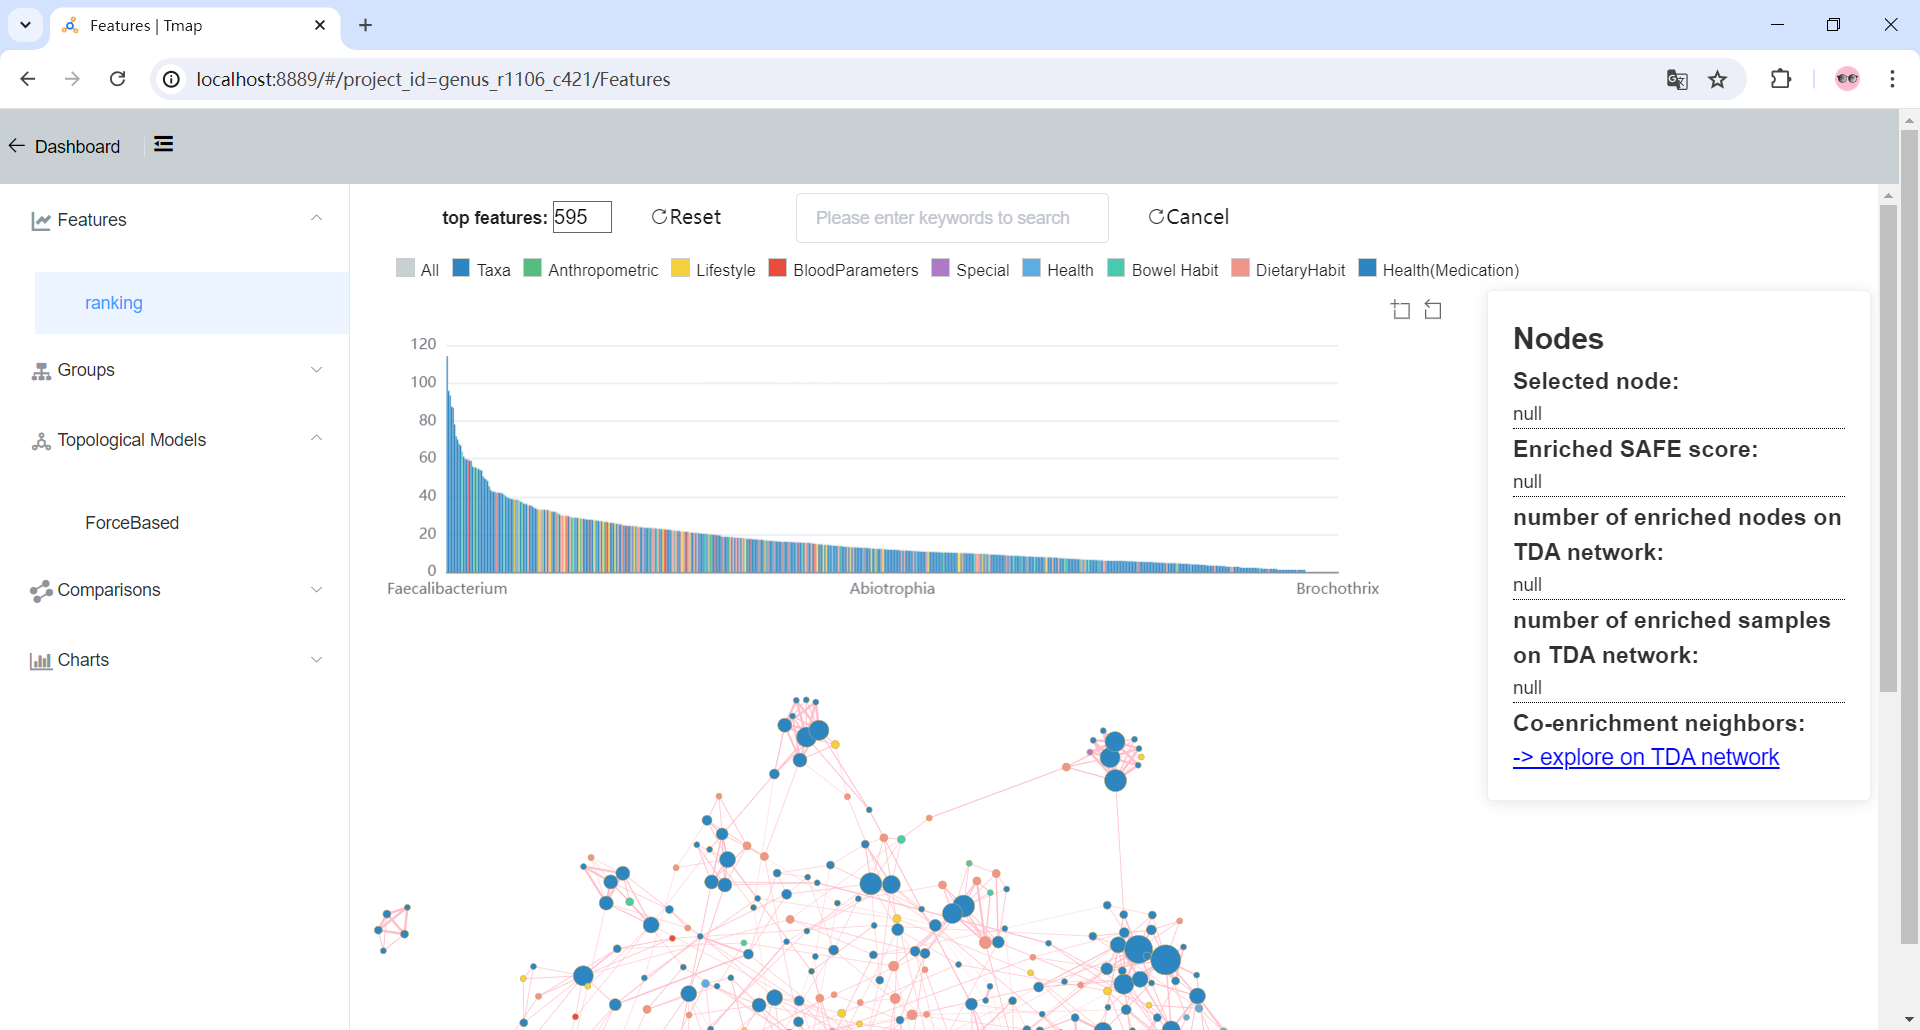 Features | Tmap
localhost:8889/#/project_id=genus_r1106_c421/Features
Dashboard
Features
ranking
Groups
Topological Models
ForceBased
Comparisons
Charts
top features: 595
Reset
Please enter keywords to search
Cancel
All Taxa Anthropometric Lifestyle BloodParameters Special Health Bowel Habit DietaryHabit Health(Medication)
120
100
80
60
40
20
0
Faecalibacterium Abiotrophia Brochothrix
Nodes
Selected node:
null
Enriched SAFE score:
null
number of enriched nodes on
TDA network:
null
number of enriched samples
on TDA network:
null
Co-enrichment neighbors:
-> explore on TDA network